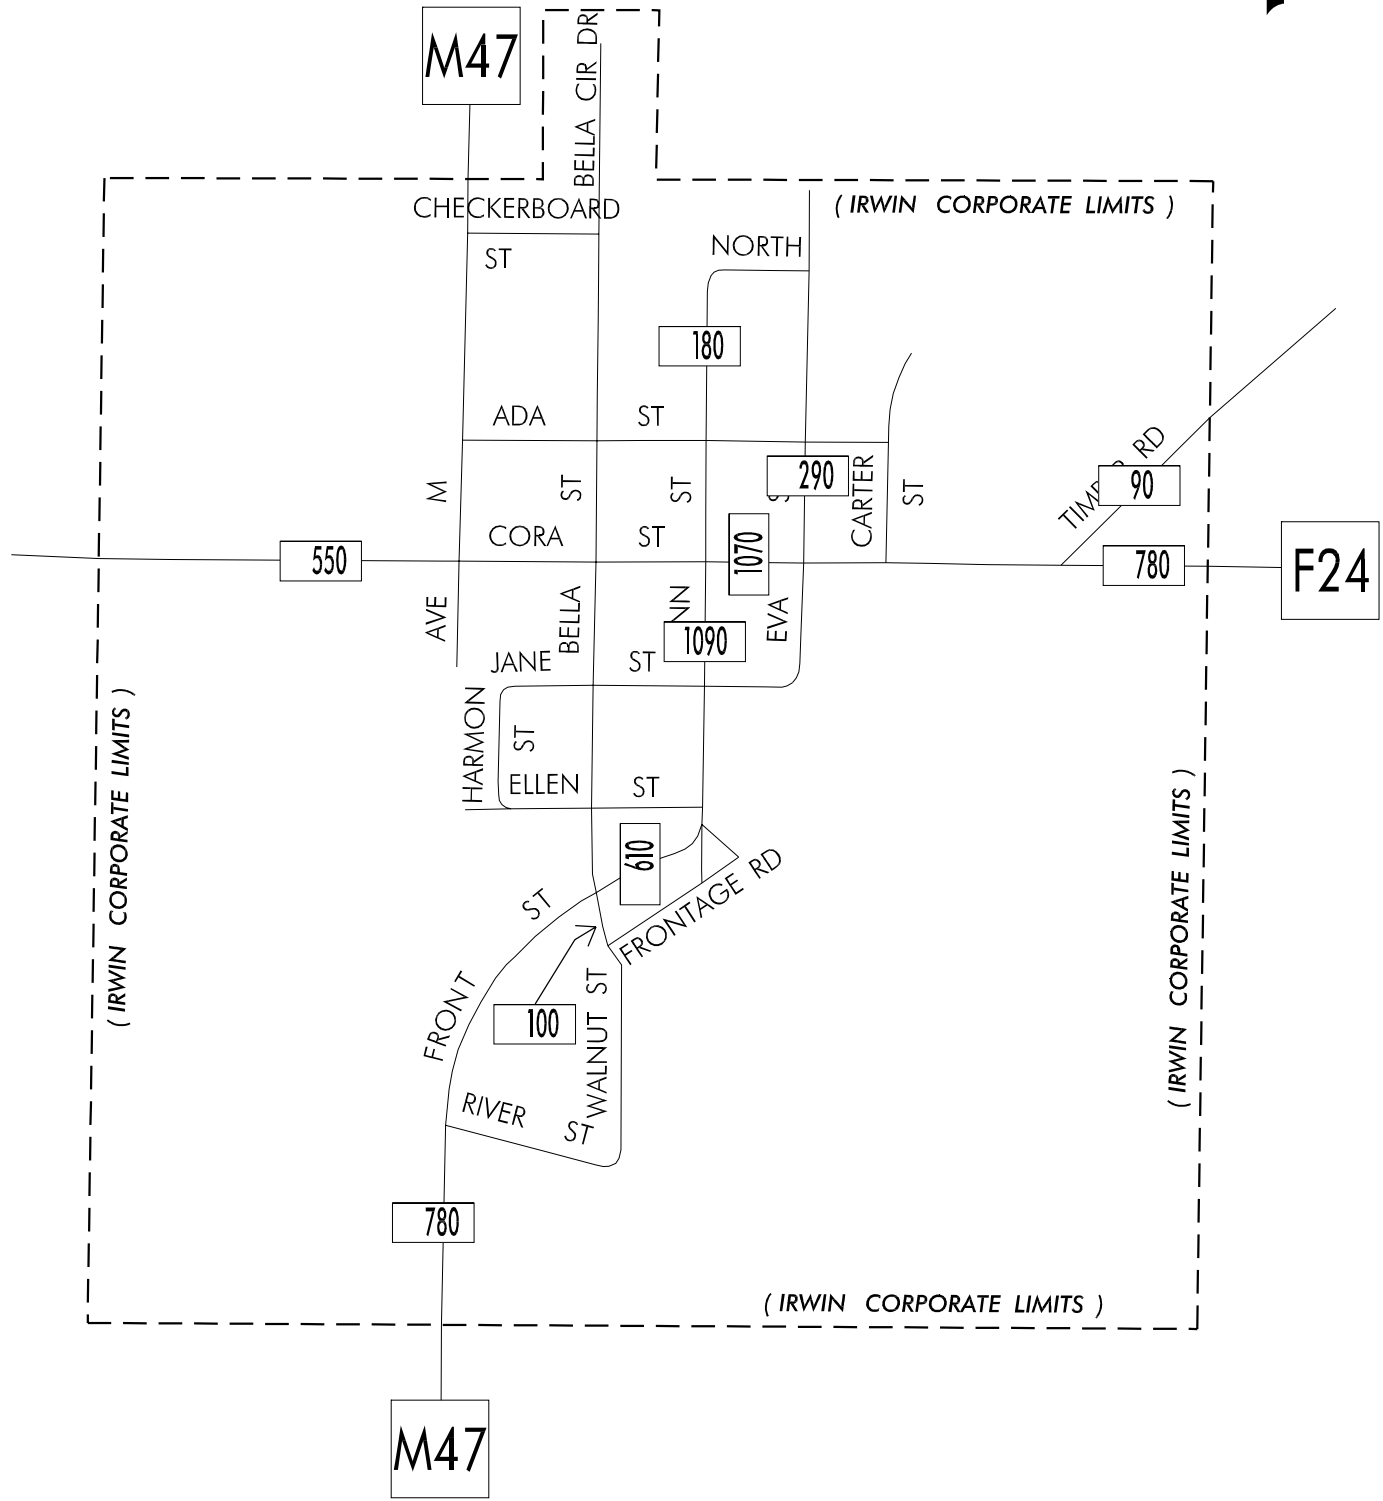 M47
BELLA CIR DR
CHECKERBOARD
ST
( IRWIN CORPORATE LIMITS )
NORTH
180
ADA ST
290
M
ST
ST
CARTER
ST
RD
90
CORA ST
550
1070
780
F24
AVE
BELLA
EVA
1090
JANE ST
HARMON
ST
ELLEN ST
( IRWIN CORPORATE LIMITS )
( IRWIN CORPORATE LIMITS )
610
FRONTAGE RD
FRONT ST
100
WALNUT ST
RIVER ST
780
( IRWIN CORPORATE LIMITS )
M47